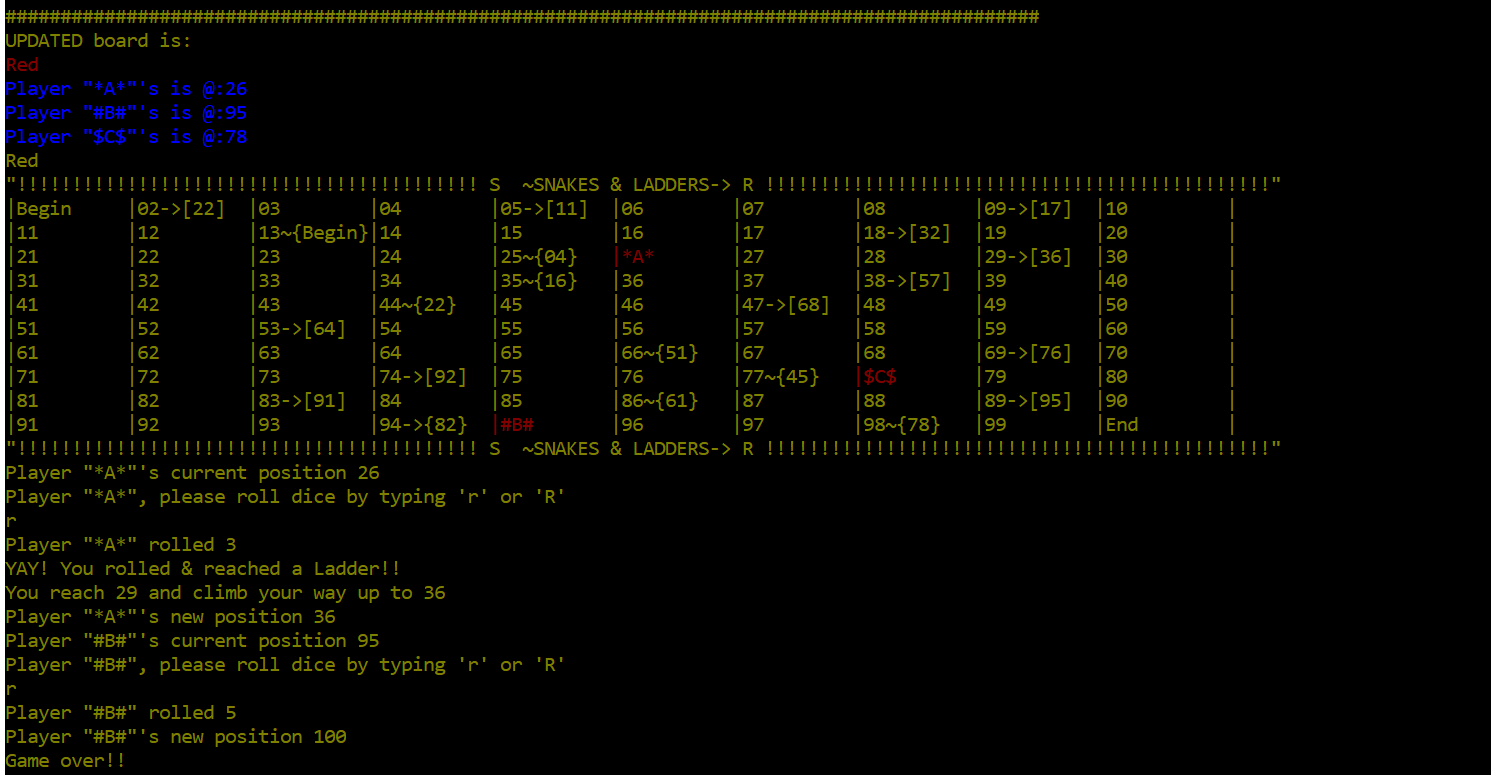 ##############################################################################################
UPDATED board is:
Red
Player "*A*"'s is @:26
Player "#B#"'s is @:95
Player "$C$"'s is @:78
Red
"!!!!!!!!!!!!!!!!!!!!!!!!!!!!!!!!!!!!!!!!!! S  ~SNAKES & LADDERS-> R !!!!!!!!!!!!!!!!!!!!!!!!!!!!!!!!!!!!!!!!!!!!!!"
|Begin     |02->[22]  |03        |04        |05->[11]  |06        |07        |08        |09->[17]  |10         |
|11        |12        |13~{Begin}|14        |15        |16        |17        |18->[32]  |19        |20         |
|21        |22        |23        |24        |25~{04}   |*A*       |27        |28        |29->[36]  |30         |
|31        |32        |33        |34        |35~{16}   |36        |37        |38->[57]  |39        |40         |
|41        |42        |43        |44~{22}   |45        |46        |47->[68]  |48        |49        |50         |
|51        |52        |53->[64]  |54        |55        |56        |57        |58        |59        |60         |
|61        |62        |63        |64        |65        |66~{51}   |67        |68        |69->[76]  |70         |
|71        |72        |73        |74->[92]  |75        |76        |77~{45}   |$C$       |79        |80         |
|81        |82        |83->[91]  |84        |85        |86~{61}   |87        |88        |89->[95]  |90         |
|91        |92        |93        |94->{82}  |#B#       |96        |97        |98~{78}   |99        |End        |
"!!!!!!!!!!!!!!!!!!!!!!!!!!!!!!!!!!!!!!!!!! S  ~SNAKES & LADDERS-> R !!!!!!!!!!!!!!!!!!!!!!!!!!!!!!!!!!!!!!!!!!!!!!"
Player "*A*"'s current position 26
Player "*A*", please roll dice by typing 'r' or 'R'
r
Player "*A*" rolled 3
YAY! You rolled & reached a Ladder!!
You reach 29 and climb your way up to 36
Player "*A*"'s new position 36
Player "#B#"'s current position 95
Player "#B#", please roll dice by typing 'r' or 'R'
r
Player "#B#" rolled 5
Player "#B#"'s new position 100
Game over!!